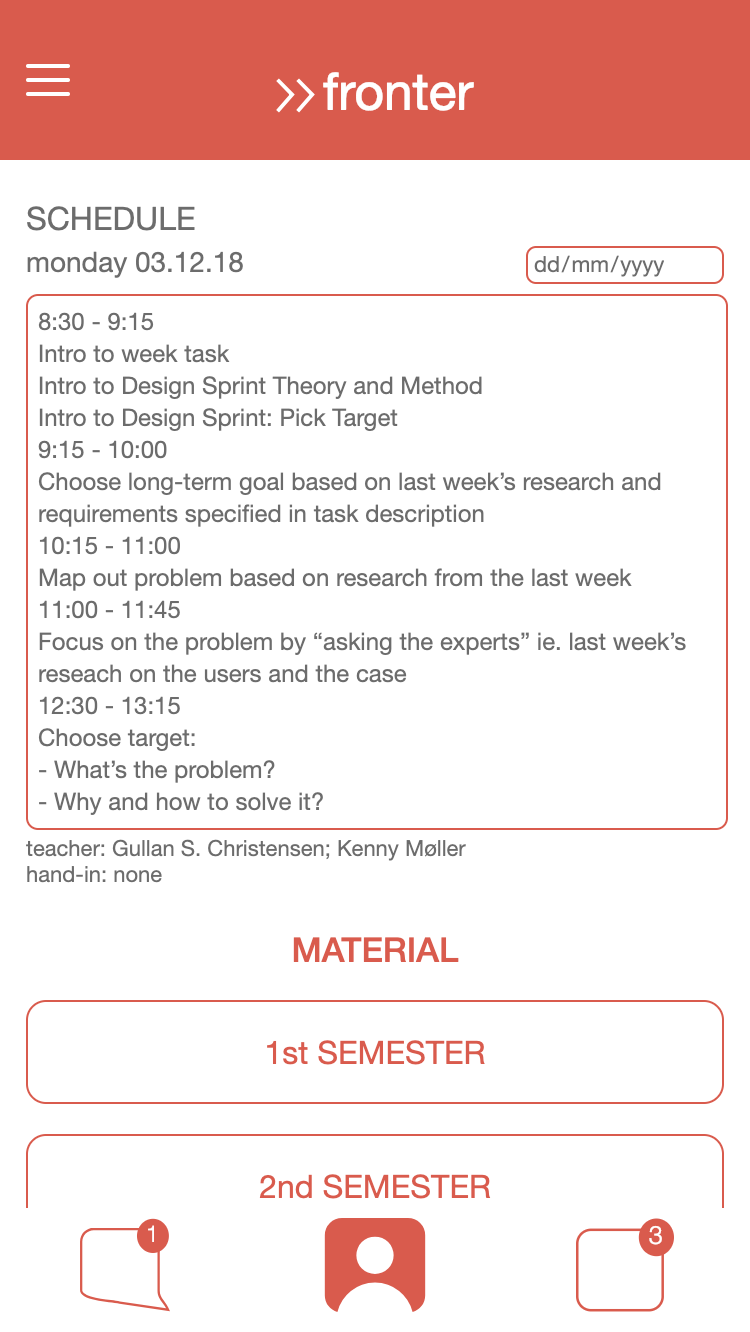 fronter
SCHEDULE
monday 03.12.18
dd/mm/yyyy
8:30 - 9:15
Intro to week task
Intro to Design Sprint Theory and Method
Intro to Design Sprint: Pick Target
9:15 - 10:00
Choose long-term goal based on last week’s research and
requirements specified in task description
10:15 - 11:00
Map out problem based on research from the last week
11:00 - 11:45
Focus on the problem by “asking the experts” ie. last week’s
reseach on the users and the case
12:30 - 13:15
Choose target:
- What’s the problem?
- Why and how to solve it?
teacher: Gullan S. Christensen; Kenny Møller
hand-in: none
MATERIAL
1st SEMESTER
2nd SEMESTER
1
3